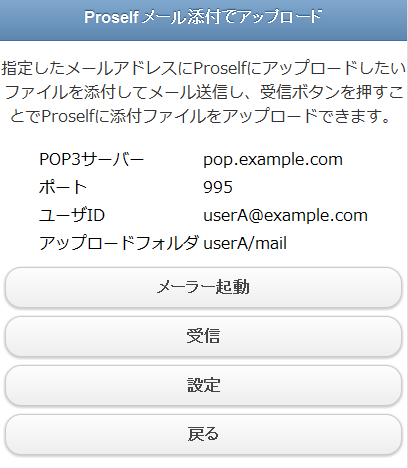 Proself メール添付でアップロード
指定したメールアドレスにProselfにアップロードしたい
ファイルを添付してメール送信し、受信ボタンを押すこ
とでProselfに添付ファイルをアップロードできます。
POP3サーバー pop.example.com
ポート 995
ユーザID userA@example.com
アップロードフォルダ userA/mail
メーラー起動
受信
設定
戻る